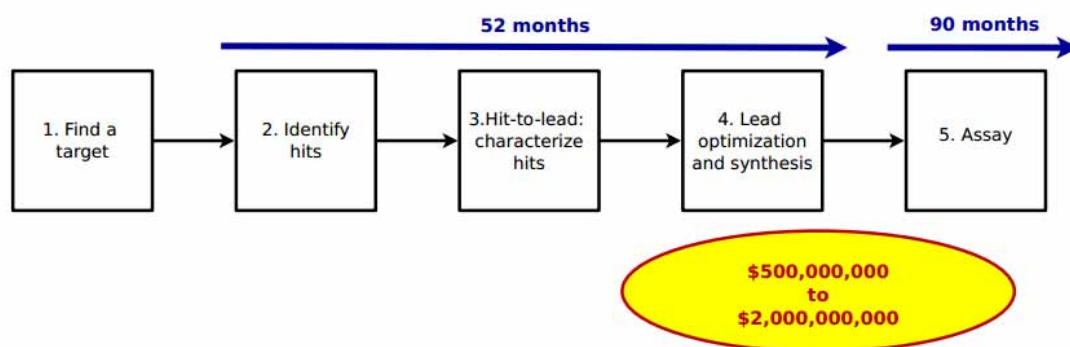 52 months
90 months
1. Find a
target
2. Identify
hits
3.Hit-to-lead:
characterize
hits
4. Lead
optimization
and synthesis
5. Assay
$500,000,000
to
$2,000,000,000